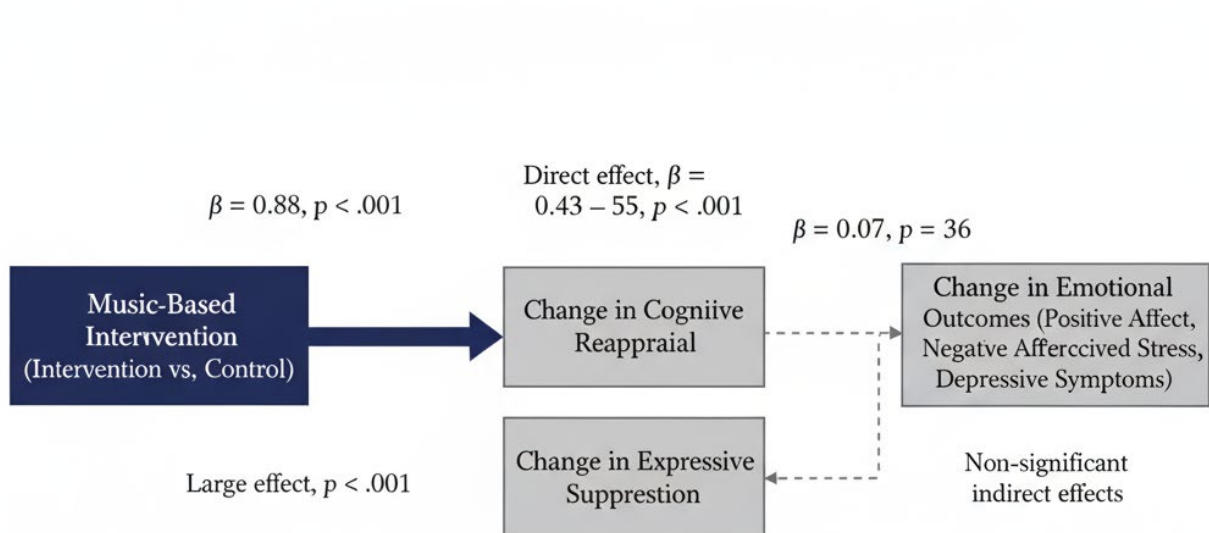 Direct effect, β =
0.43 – 55, p < .001
β = 0.88, p < .001
β = 0.07, p = 36
Music-Based
Interrvention
(Intervention vs, Control)
Change in Cogniive
Reappraial
Change in Emotional
Outcomes (Positive Affect,
Negative Afferccived Stress,
Depressive Symptoms)
Change in Expressive
Supprestion
Large effect, p < .001
Non-significant
indirect effects